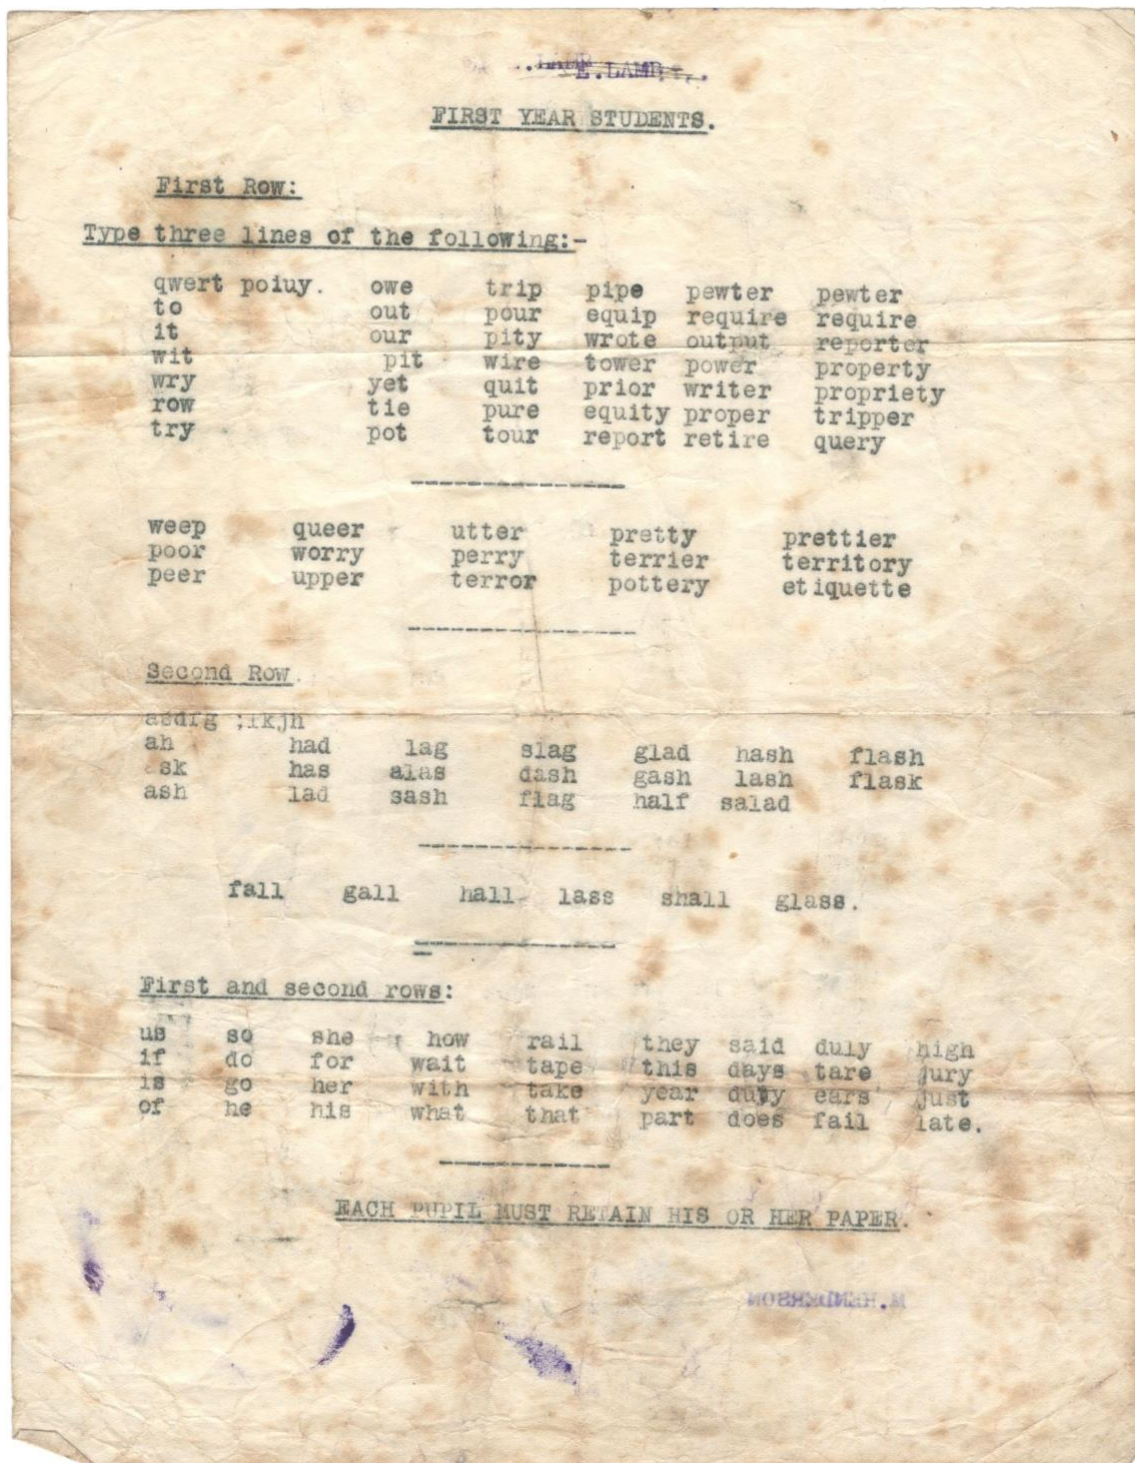 E.LAMB
FIRST YEAR STUDENTS.
First Row:
Type three lines of the following:-
qwert poiuy. owe trip pipe pewter pewter
to out pour equip require require
it our pity wrote output reporter
wit pit wire tower power property
wry yet quit prior writer propriety
row tie pure equity proper tripper
try pot tour report retire query
---------------
weep queer utter pretty prettier
poor worry perry terrier territory
peer upper terror pottery etiquette
----------------
Second Row.
asdfg ;lkjh
ah had lag slag glad hash flash
ask has alas dash gash lash flask
ash lad sash flag half salad
---------------
fall gall hall lass shall glass.
---------------
First and second rows:
us so she how rail they said duly high
if do for wait tape this days tare jury
is go her with take year duty ears just
of he his what that part does fail late.
------------
EACH PUPIL MUST RETAIN HIS OR HER PAPER.
M.HENDERSON